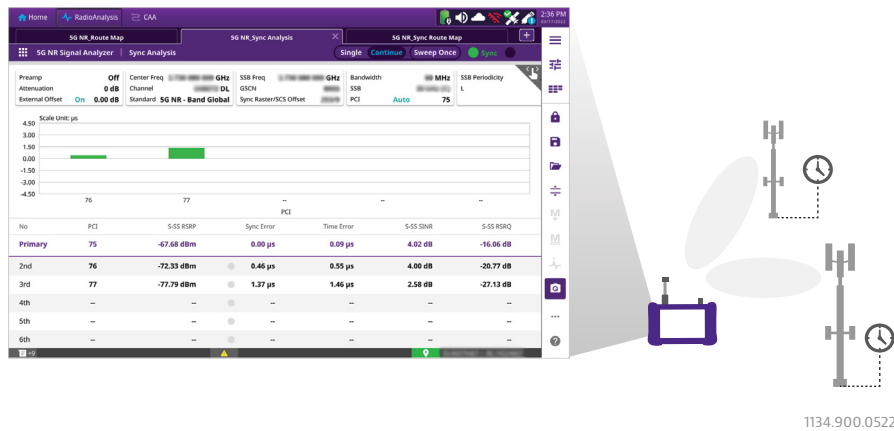 Home RadioAnalysis CAA 2:36 PM
5G NR_Route Map 5G NR_Sync Analysis × 5G NR_Sync Route Map +
5G NR Signal Analyzer | Sync Analysis Single Continue Sweep Once Sync
Preamp Off Center Freq GHz SSB Freq GHz Bandwidth MHz SSB Periodicity
Attenuation 0 dB Channel DL GSCN SSB L
External Offset On 0.00 dB Standard 5G NR - Band Global Sync Raster/SCS Offset PCI Auto 75
Scale Unit: µs
4.50
3.00
1.50
0.00
-1.50
-3.00
-4.50
76 77 -- -- --
PCI
No PCI S-SS RSRP Sync Error Time Error S-SS SINR S-SS RSRQ
Primary 75 -67.68 dBm 0.00 µs 0.09 µs 4.02 dB -16.06 dB
2nd 76 -72.33 dBm 0.46 µs 0.55 µs 4.00 dB -20.77 dB
3rd 77 -77.79 dBm 1.37 µs 1.46 µs 2.58 dB -27.13 dB
4th -- -- -- -- -- --
5th -- -- -- -- -- --
6th -- -- -- -- -- --
+9
M
M
...
?
1134.900.0522